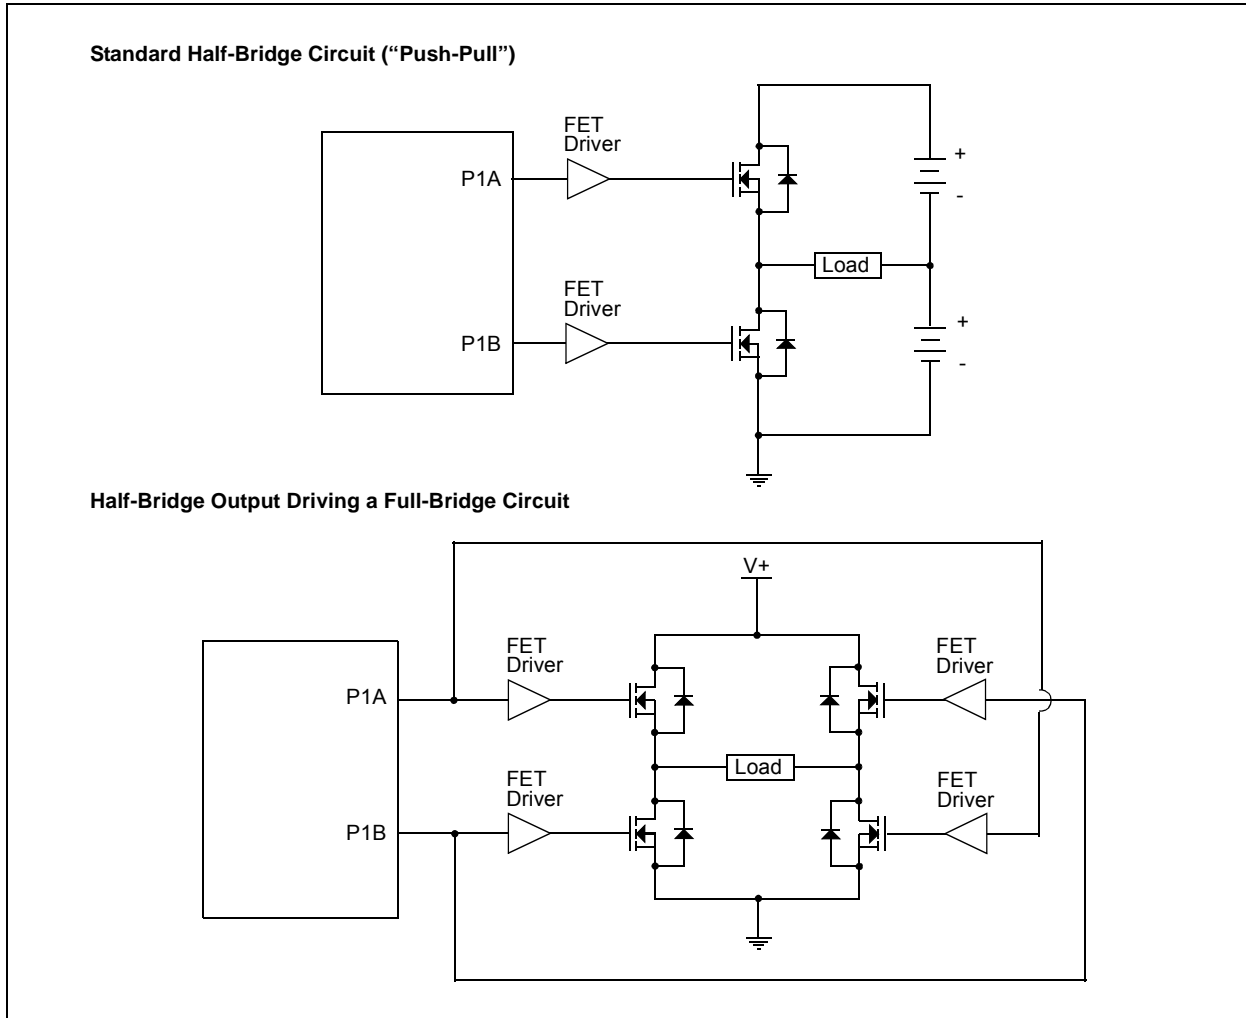 Standard Half-Bridge Circuit (“Push-Pull”)
FET
Driver
P1A
+
-
Load
FET
Driver
P1B
+
-
Half-Bridge Output Driving a Full-Bridge Circuit
V+
FET
Driver
FET
Driver
P1A
Load
FET
Driver
FET
Driver
P1B